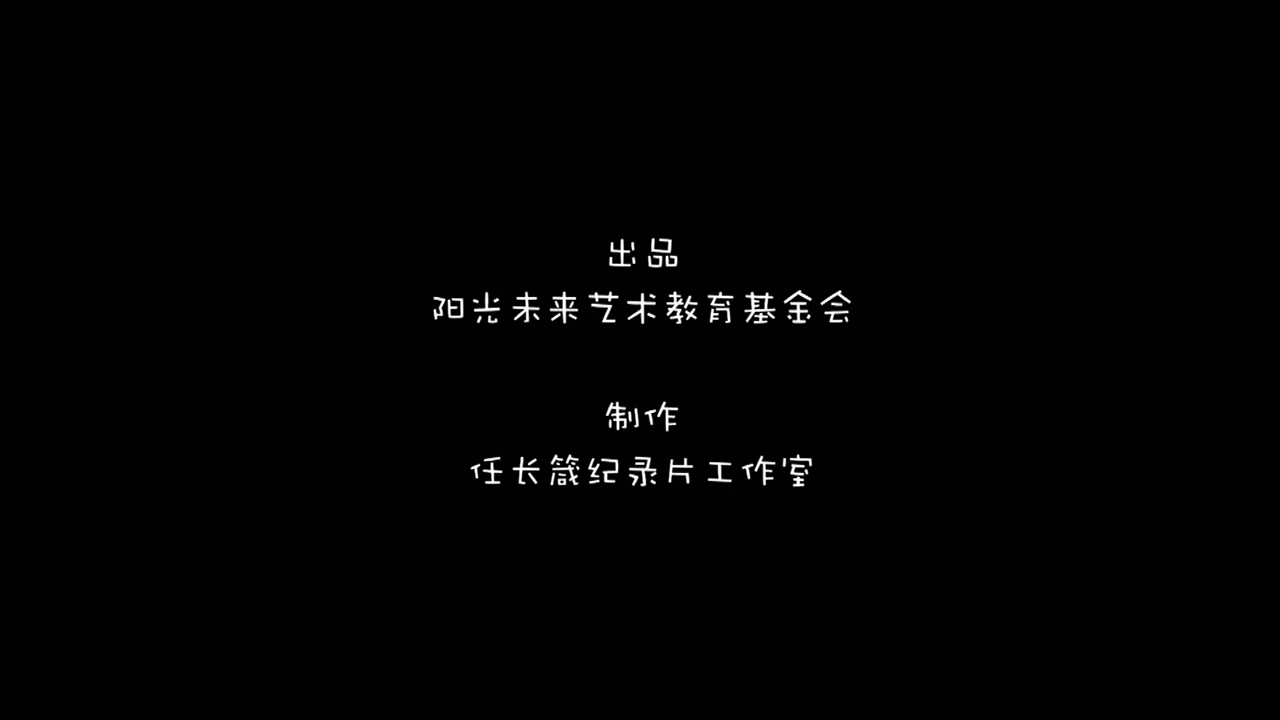 出品
阳光未来艺术教育基金会
制作
任长箴纪录片工作室